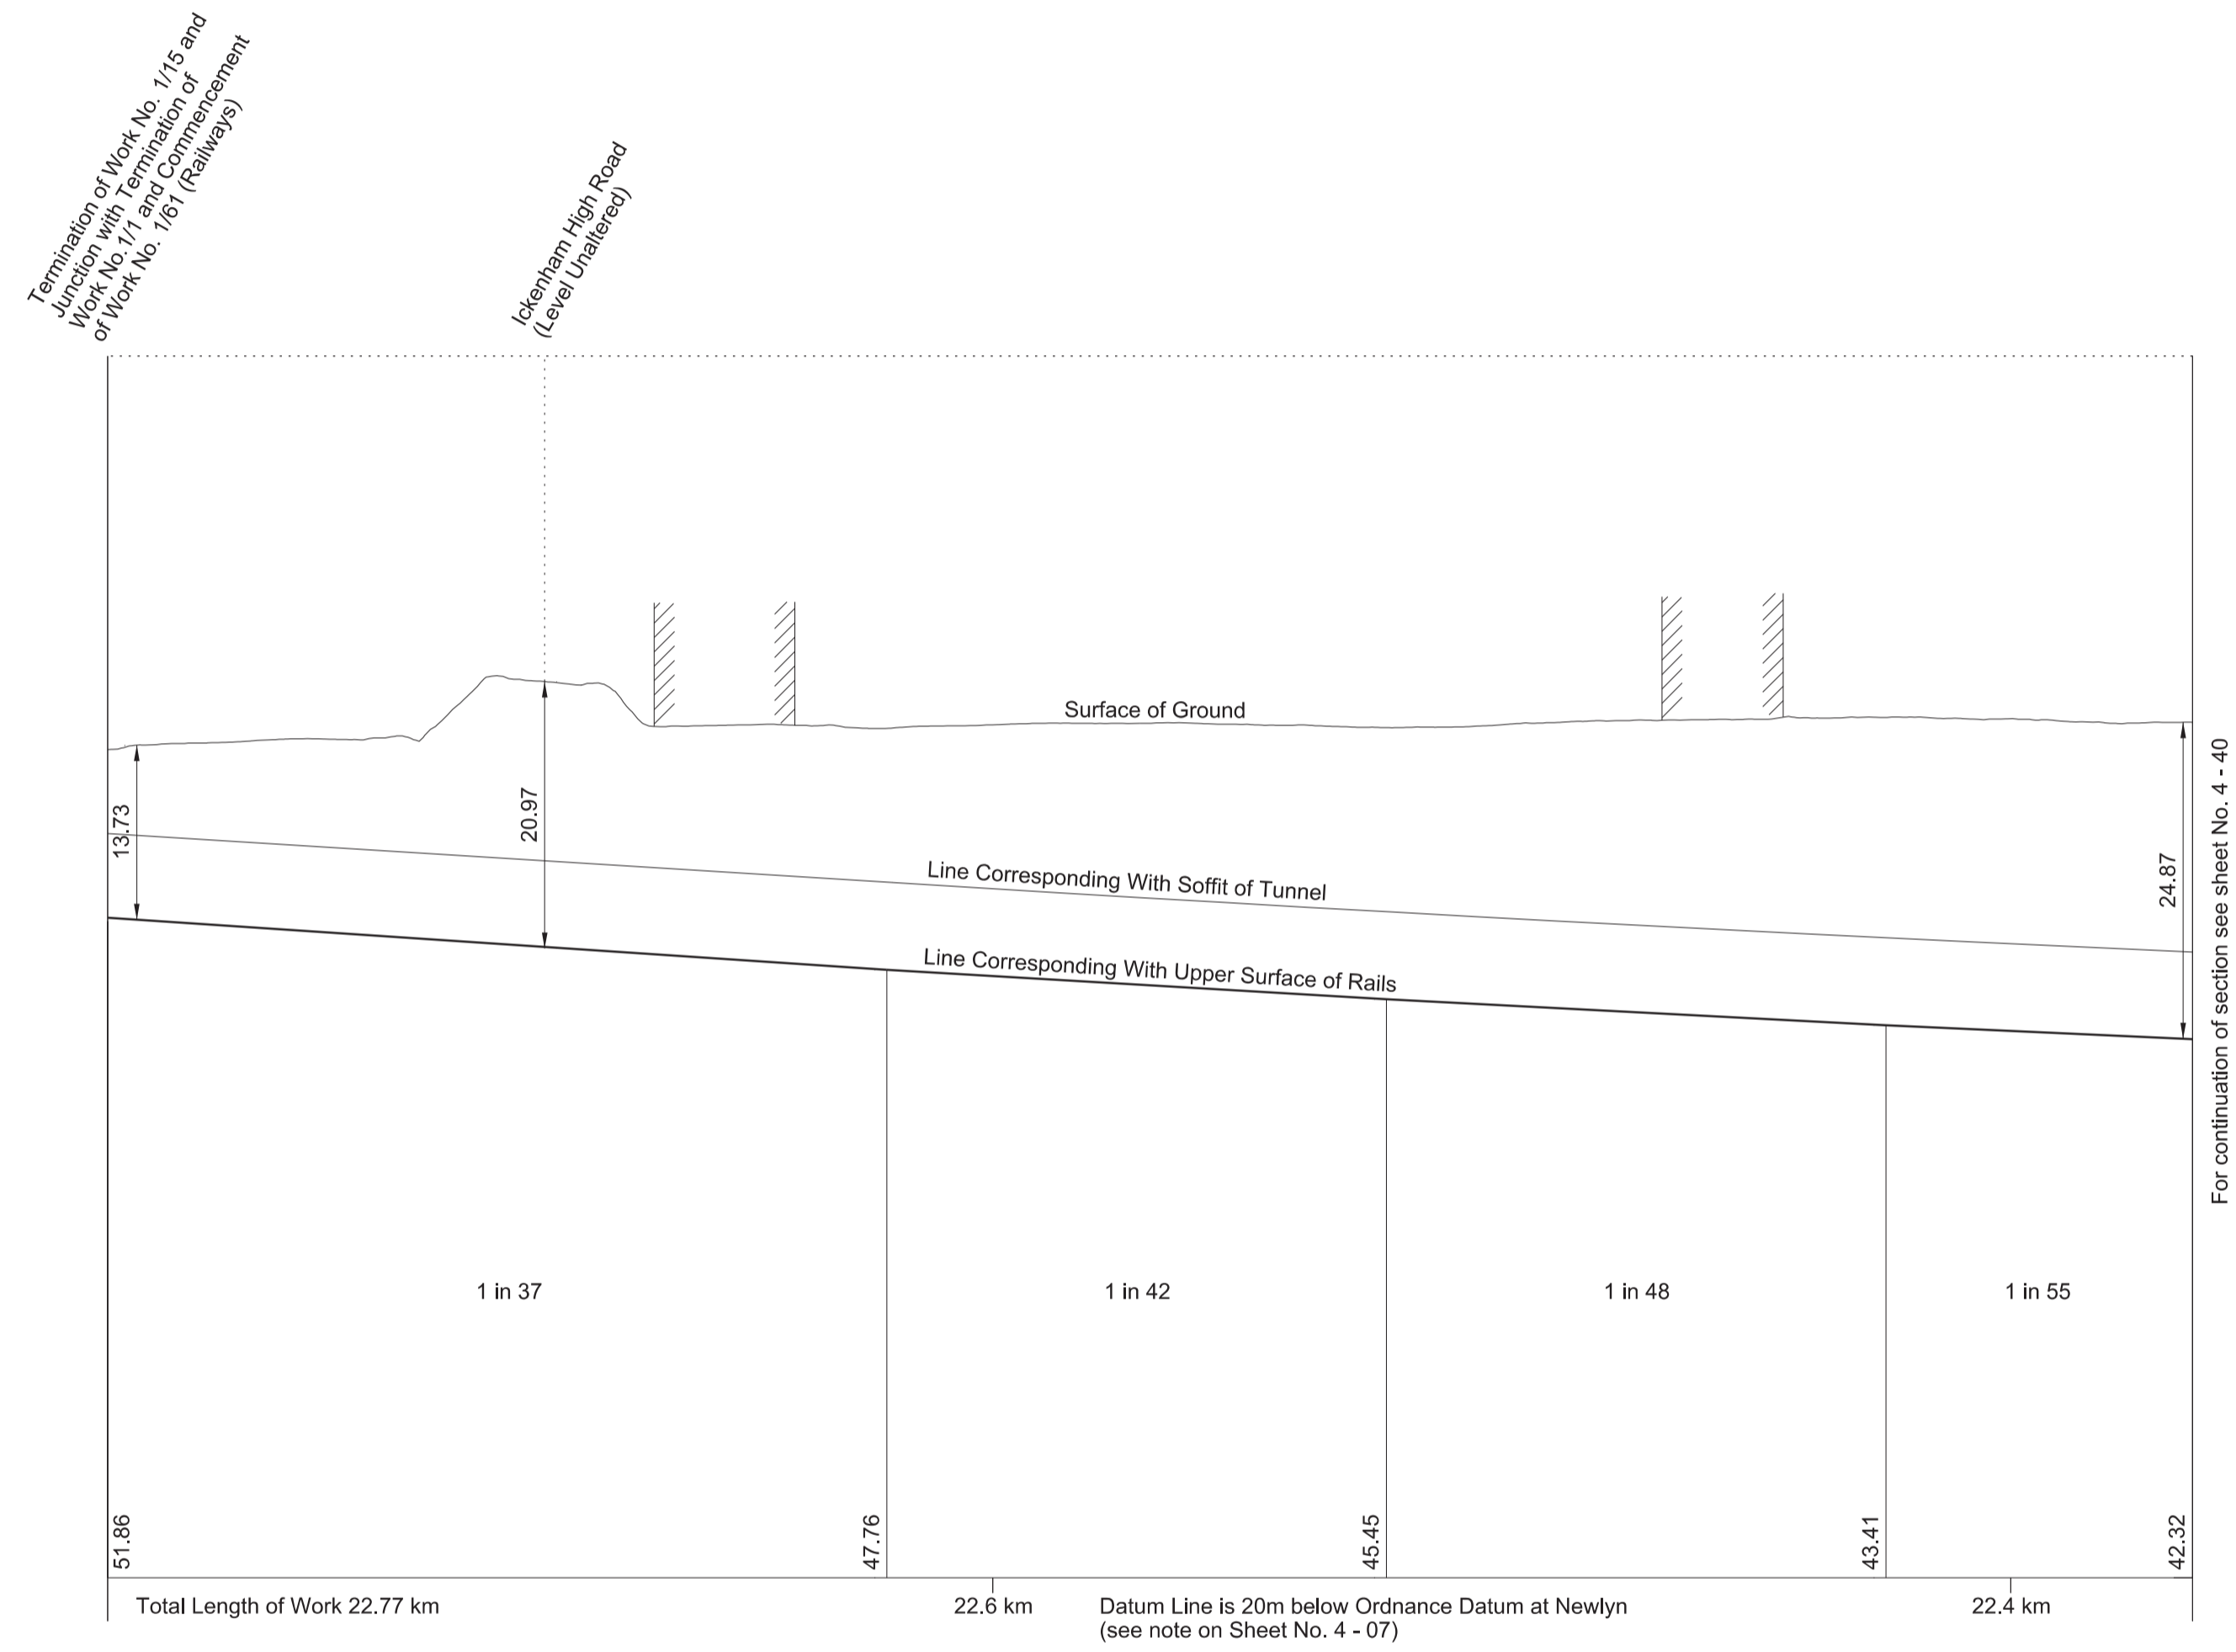 Termination of Work No. 1/15 and
Junction with Termination of
Work No. 1/1 and Commencement
of Work No. 1/61 (Railways)
Ickenham High Road
(Level Unaltered)
Surface of Ground
13.73
20.97
24.87
Line Corresponding With Soffit of Tunnel
Line Corresponding With Upper Surface of Rails
For continuation of section see sheet No. 4 - 40
1 in 37
1 in 42
1 in 48
1 in 55
51.86
47.76
45.45
43.41
42.32
Total Length of Work 22.77 km
22.6 km
Datum Line is 20m below Ordnance Datum at Newlyn
(see note on Sheet No. 4 - 07)
22.4 km